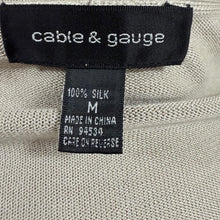 cable & gauge
100% SILK
M
MADE IN CHINA
RN 94534
CARE ON REVERSE